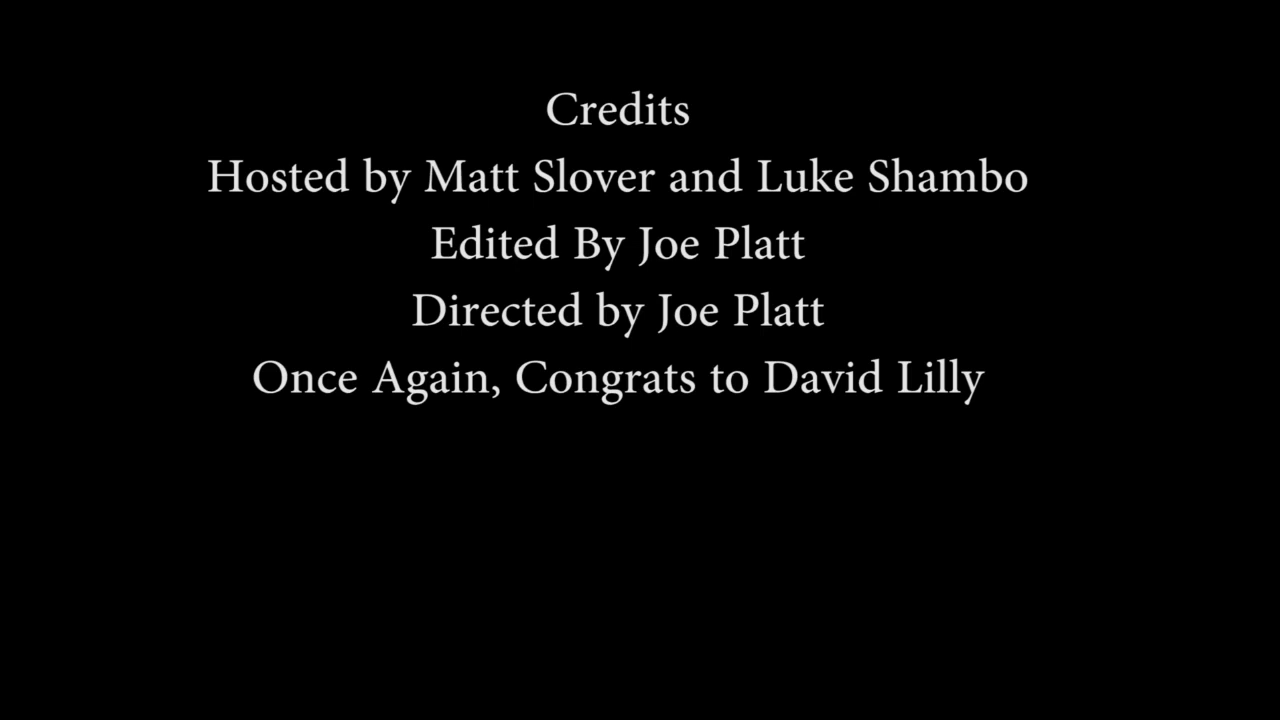 Credits
Hosted by Matt Slover and Luke Shambo
Edited By Joe Platt
Directed by Joe Platt
Once Again, Congrats to David Lilly